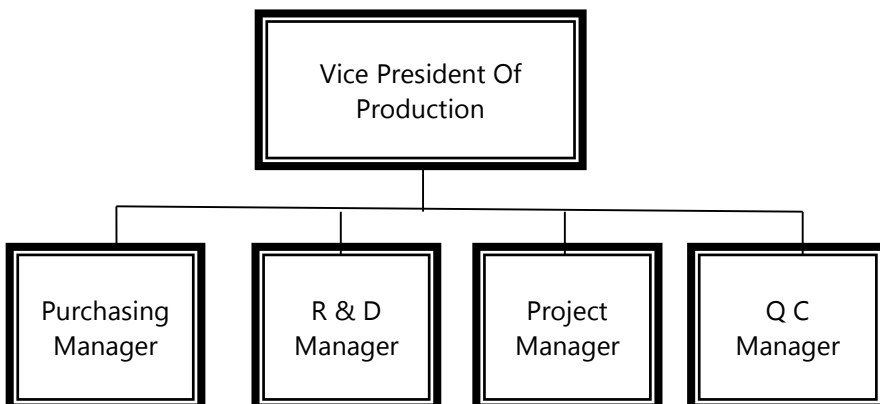 Vice President Of
Production
Purchasing
Manager
R & D
Manager
Project
Manager
Q C
Manager